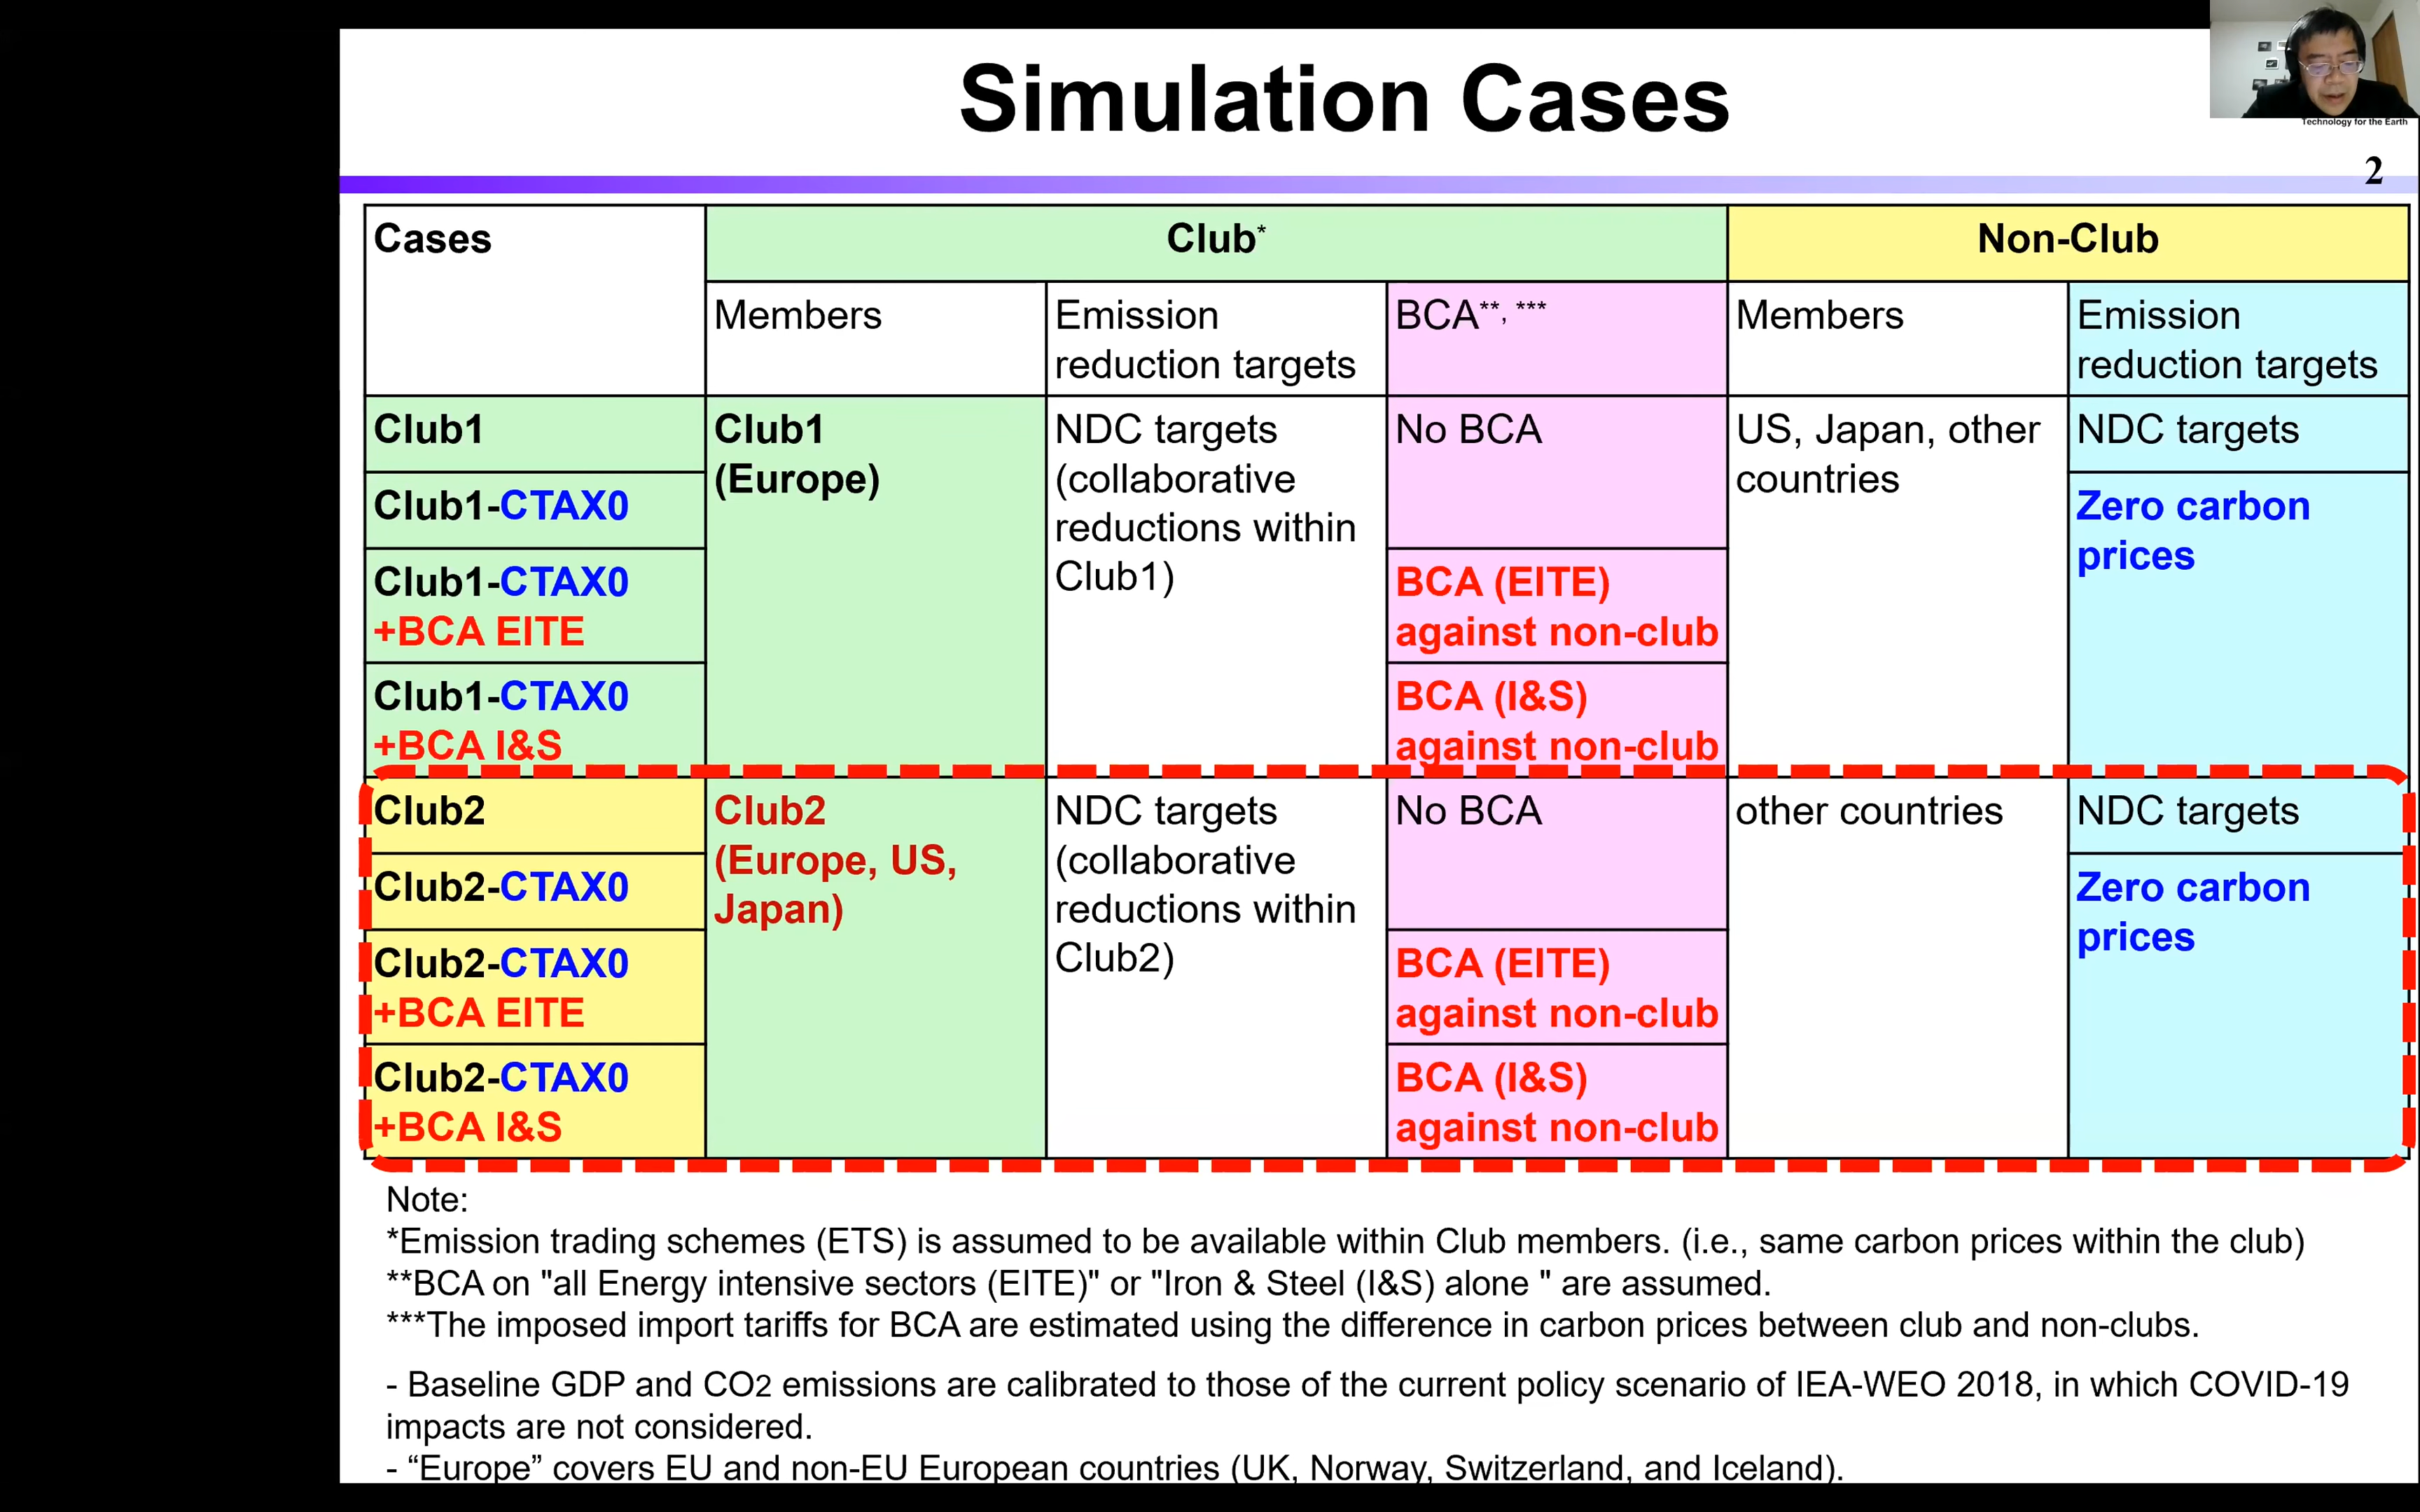 Simulation Cases
Technology for the Earth
2
Cases
Club*
Non-Club
Members
Emission
reduction targets
BCA**, ***
Members
Emission
reduction targets
Club1
Club1
(Europe)
NDC targets
(collaborative
reductions within
Club1)
No BCA
US, Japan, other
countries
NDC targets
Club1-CTAX0
Zero carbon
prices
Club1-CTAX0
+BCA EITE
BCA (EITE)
against non-club
Club1-CTAX0
+BCA I&S
BCA (I&S)
against non-club
Club2
Club2
(Europe, US,
Japan)
NDC targets
(collaborative
reductions within
Club2)
No BCA
other countries
NDC targets
Club2-CTAX0
Zero carbon
prices
Club2-CTAX0
+BCA EITE
BCA (EITE)
against non-club
Club2-CTAX0
+BCA I&S
BCA (I&S)
against non-club
Note:
*Emission trading schemes (ETS) is assumed to be available within Club members. (i.e., same carbon prices within the club)
**BCA on "all Energy intensive sectors (EITE)" or "Iron & Steel (I&S) alone " are assumed.
***The imposed import tariffs for BCA are estimated using the difference in carbon prices between club and non-clubs.
- Baseline GDP and CO2 emissions are calibrated to those of the current policy scenario of IEA-WEO 2018, in which COVID-19
impacts are not considered.
- “Europe” covers EU and non-EU European countries (UK, Norway, Switzerland, and Iceland).